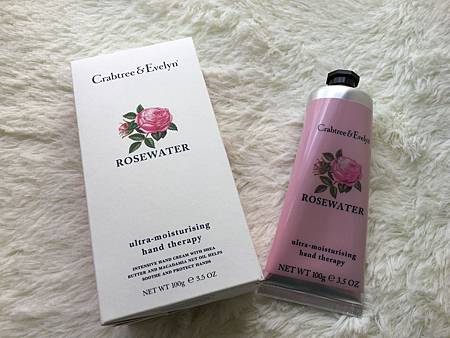 Crabtree & Evelyn®
ROSEWATER
ultra-moisturising
hand therapy
INTENSIVE HAND CREAM WITH SHEA
BUTTER AND MACADAMIA NUT OIL HELPS
SOOTHE AND PROTECT HANDS
NET WT 100g ℮ 3.5 OZ
Crabtree & Evelyn®
ROSEWATER
ultra-moisturising
hand therapy
NET WT 100g ℮ 3.5 OZ